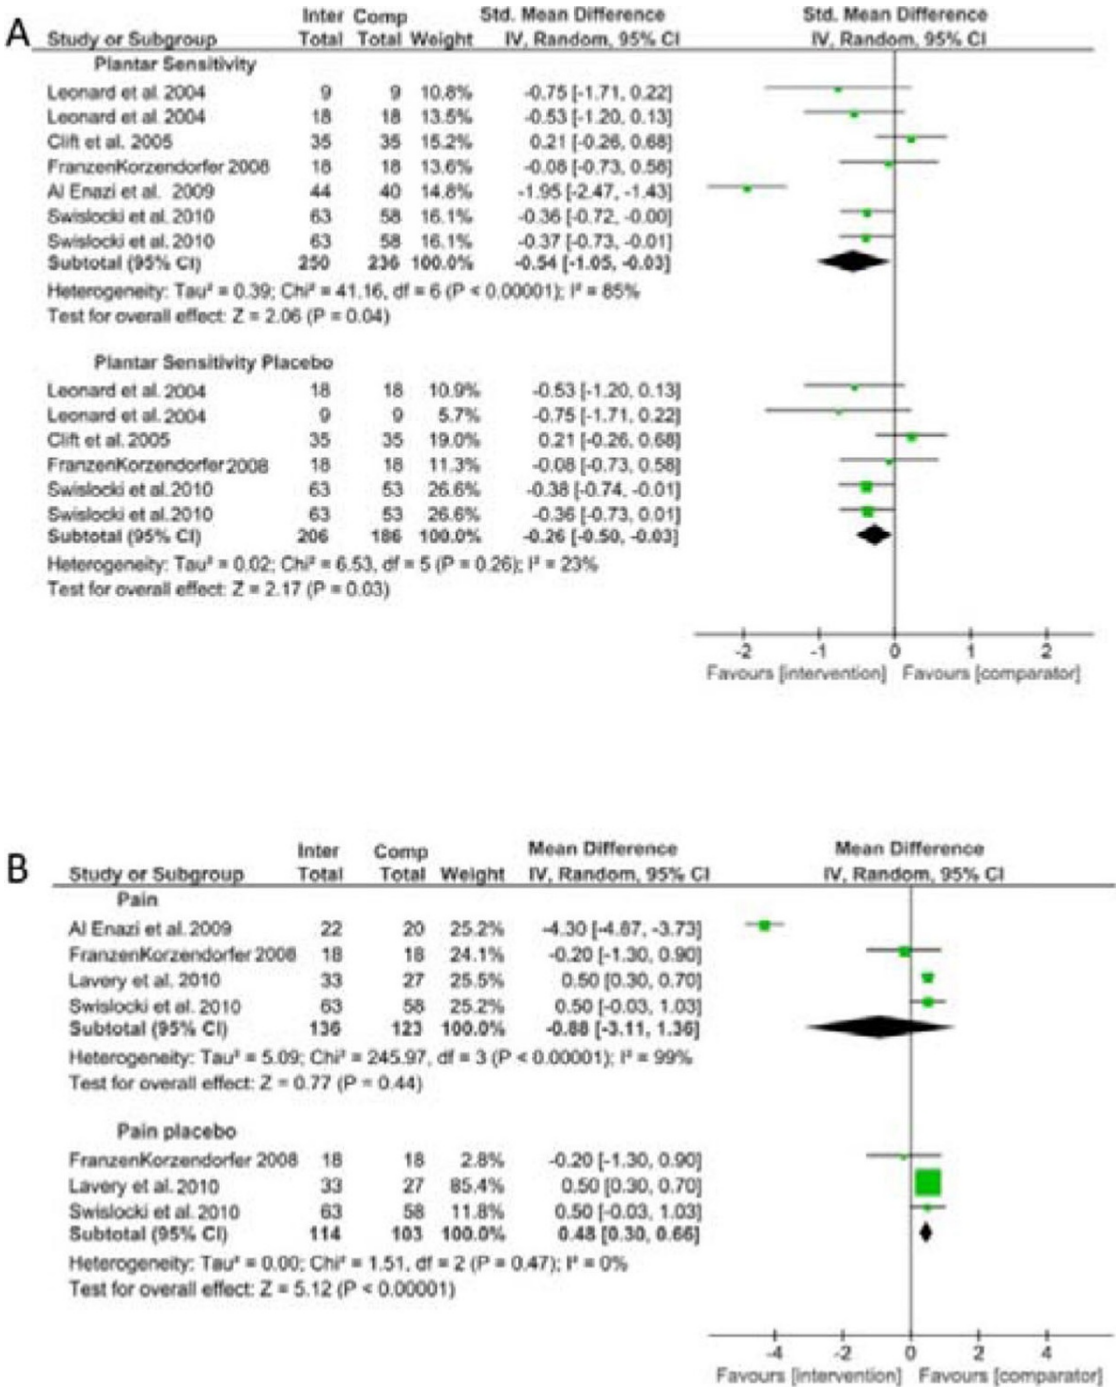 A
Inter Comp Std. Mean Difference Std. Mean Difference
Study or Subgroup Total Total Weight IV, Random, 95% CI IV, Random, 95% CI
Plantar Sensitivity
Leonard et al. 2004 9 9 10.8% -0.75 [-1.71, 0.22]
Leonard et al. 2004 18 18 13.5% -0.53 [-1.20, 0.13]
Clift et al. 2005 35 35 15.2% 0.21 [-0.26, 0.68]
FranzenKorzendorfer 2008 18 18 13.6% -0.08 [-0.73, 0.58]
Al Enazi et al. 2009 44 40 14.8% -1.95 [-2.47, -1.43]
Swislocki et al. 2010 63 58 16.1% -0.36 [-0.72, -0.00]
Swislocki et al. 2010 63 58 16.1% -0.37 [-0.73, -0.01]
Subtotal (95% CI) 250 236 100.0% -0.54 [-1.05, -0.03]
Heterogeneity: Tau² = 0.39; Chi² = 41.16, df = 6 (P < 0.00001); I² = 85%
Test for overall effect: Z = 2.06 (P = 0.04)
Plantar Sensitivity Placebo
Leonard et al. 2004 18 18 10.9% -0.53 [-1.20, 0.13]
Leonard et al. 2004 9 9 5.7% -0.75 [-1.71, 0.22]
Clift et al. 2005 35 35 19.0% 0.21 [-0.26, 0.68]
FranzenKorzendorfer 2008 18 18 11.3% -0.08 [-0.73, 0.58]
Swislocki et al. 2010 63 53 26.6% -0.38 [-0.74, -0.01]
Swislocki et al. 2010 63 53 26.6% -0.36 [-0.73, 0.01]
Subtotal (95% CI) 206 186 100.0% -0.26 [-0.50, -0.03]
Heterogeneity: Tau² = 0.02; Chi² = 6.53, df = 5 (P = 0.26); I² = 23%
Test for overall effect: Z = 2.17 (P = 0.03)
-2 -1 0 1 2
Favours [intervention] Favours [comparator]
B
Inter Comp Mean Difference Mean Difference
Study or Subgroup Total Total Weight IV, Random, 95% CI IV, Random, 95% CI
Pain
Al Enazi et al. 2009 22 20 25.2% -4.30 [-4.87, -3.73]
FranzenKorzendorfer 2008 18 18 24.1% -0.20 [-1.30, 0.90]
Lavery et al. 2010 33 27 25.5% 0.50 [0.30, 0.70]
Swislocki et al. 2010 63 58 25.2% 0.50 [-0.03, 1.03]
Subtotal (95% CI) 136 123 100.0% -0.88 [-3.11, 1.36]
Heterogeneity: Tau² = 5.09; Chi² = 245.97, df = 3 (P < 0.00001); I² = 99%
Test for overall effect: Z = 0.77 (P = 0.44)
Pain placebo
FranzenKorzendorfer 2008 18 18 2.8% -0.20 [-1.30, 0.90]
Lavery et al. 2010 33 27 85.4% 0.50 [0.30, 0.70]
Swislocki et al. 2010 63 58 11.8% 0.50 [-0.03, 1.03]
Subtotal (95% CI) 114 103 100.0% 0.48 [0.30, 0.66]
Heterogeneity: Tau² = 0.00; Chi² = 1.51, df = 2 (P = 0.47); I² = 0%
Test for overall effect: Z = 5.12 (P < 0.00001)
-4 -2 0 2 4
Favours [intervention] Favours [comparator]